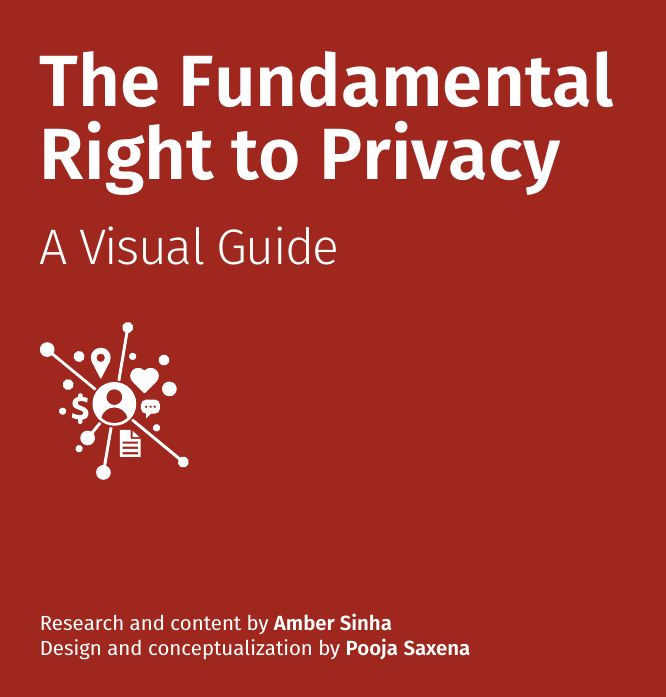 The Fundamental
Right to Privacy
A Visual Guide
$
Research and content by Amber Sinha
Design and conceptualization by Pooja Saxena